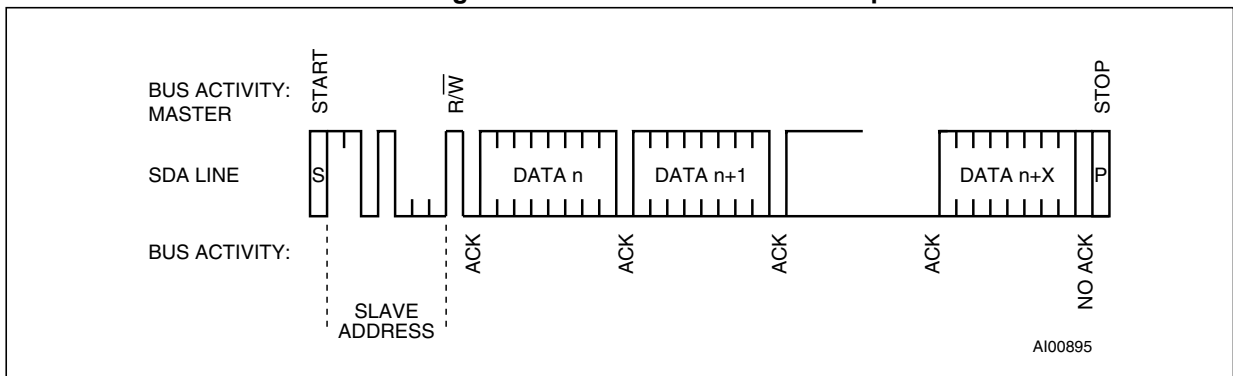 BUS ACTIVITY:
MASTER
START
R/W
STOP
SDA LINE
S
DATA n
DATA n+1
DATA n+X
P
BUS ACTIVITY:
ACK
ACK
ACK
ACK
NO ACK
SLAVE
ADDRESS
AI00895